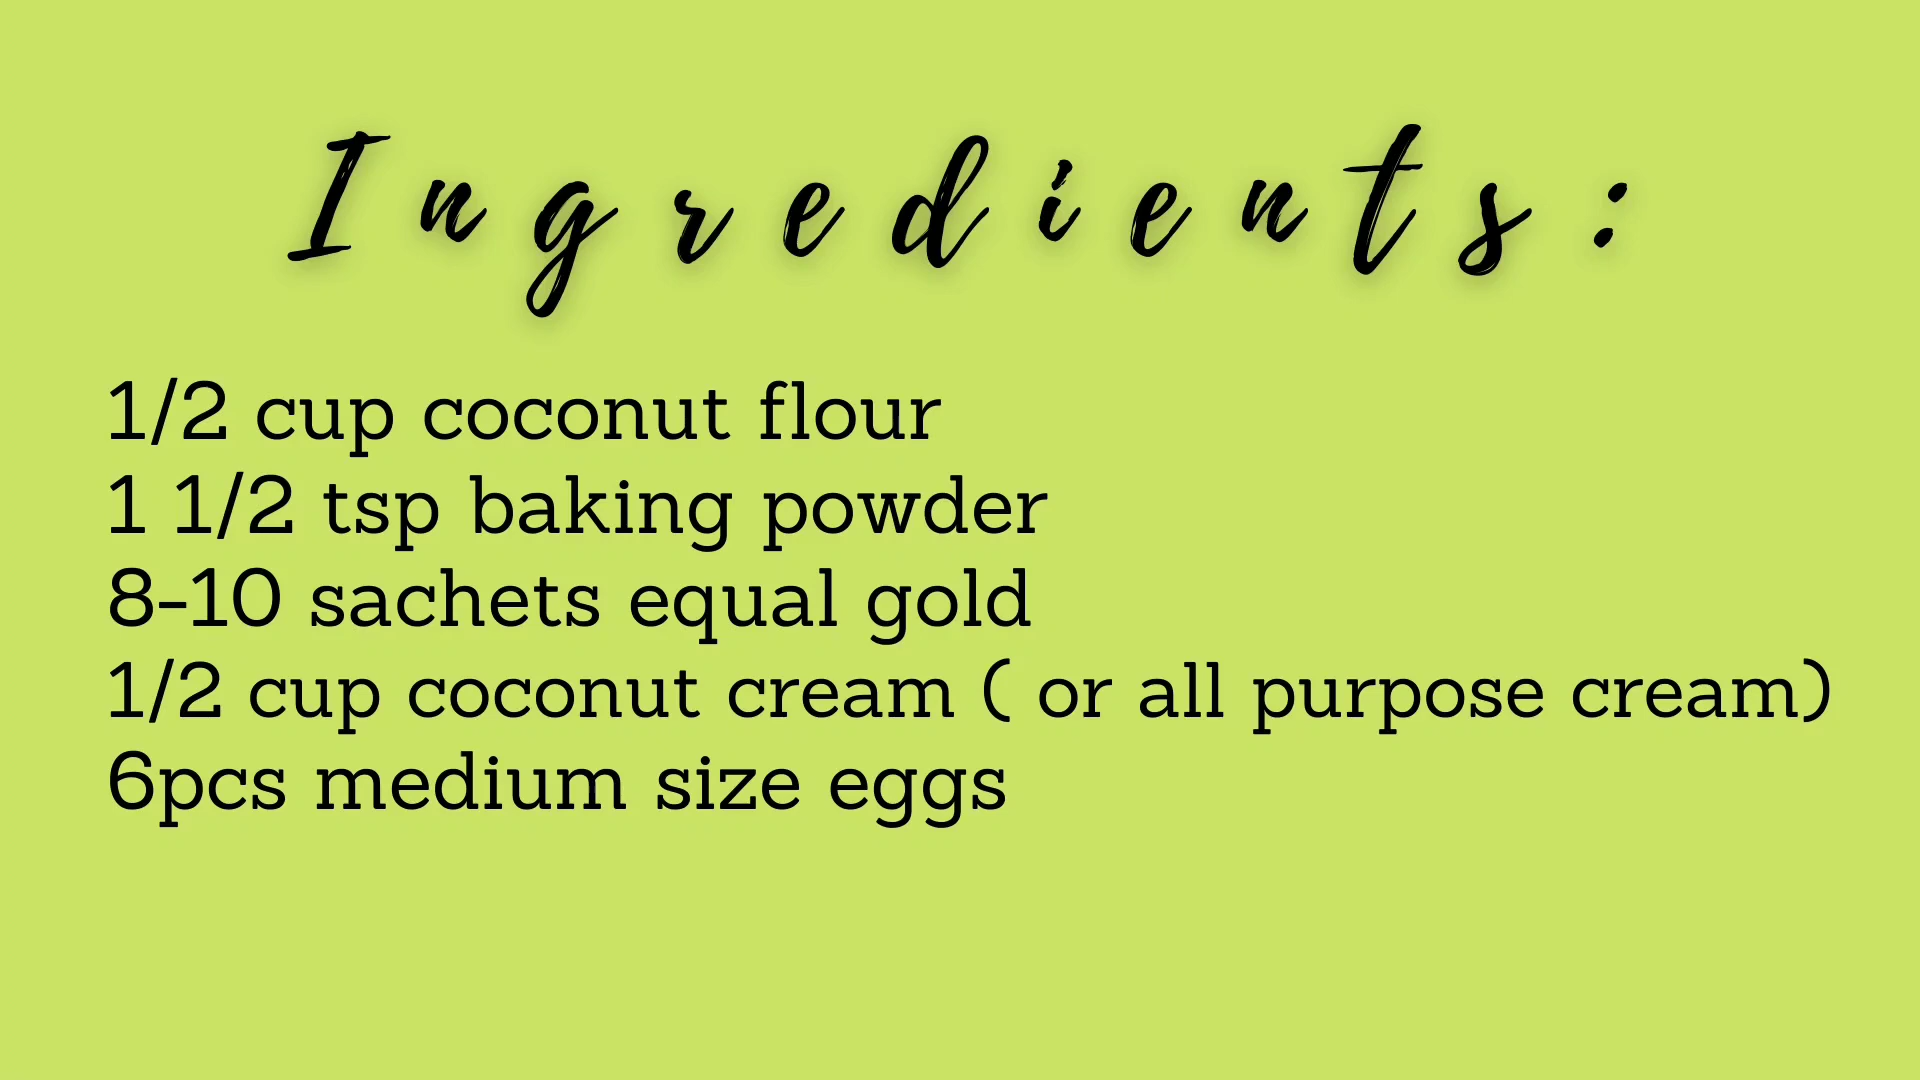 Ingredients:
1/2 cup coconut flour
1 1/2 tsp baking powder
8-10 sachets equal gold
1/2 cup coconut cream ( or all purpose cream)
6pcs medium size eggs